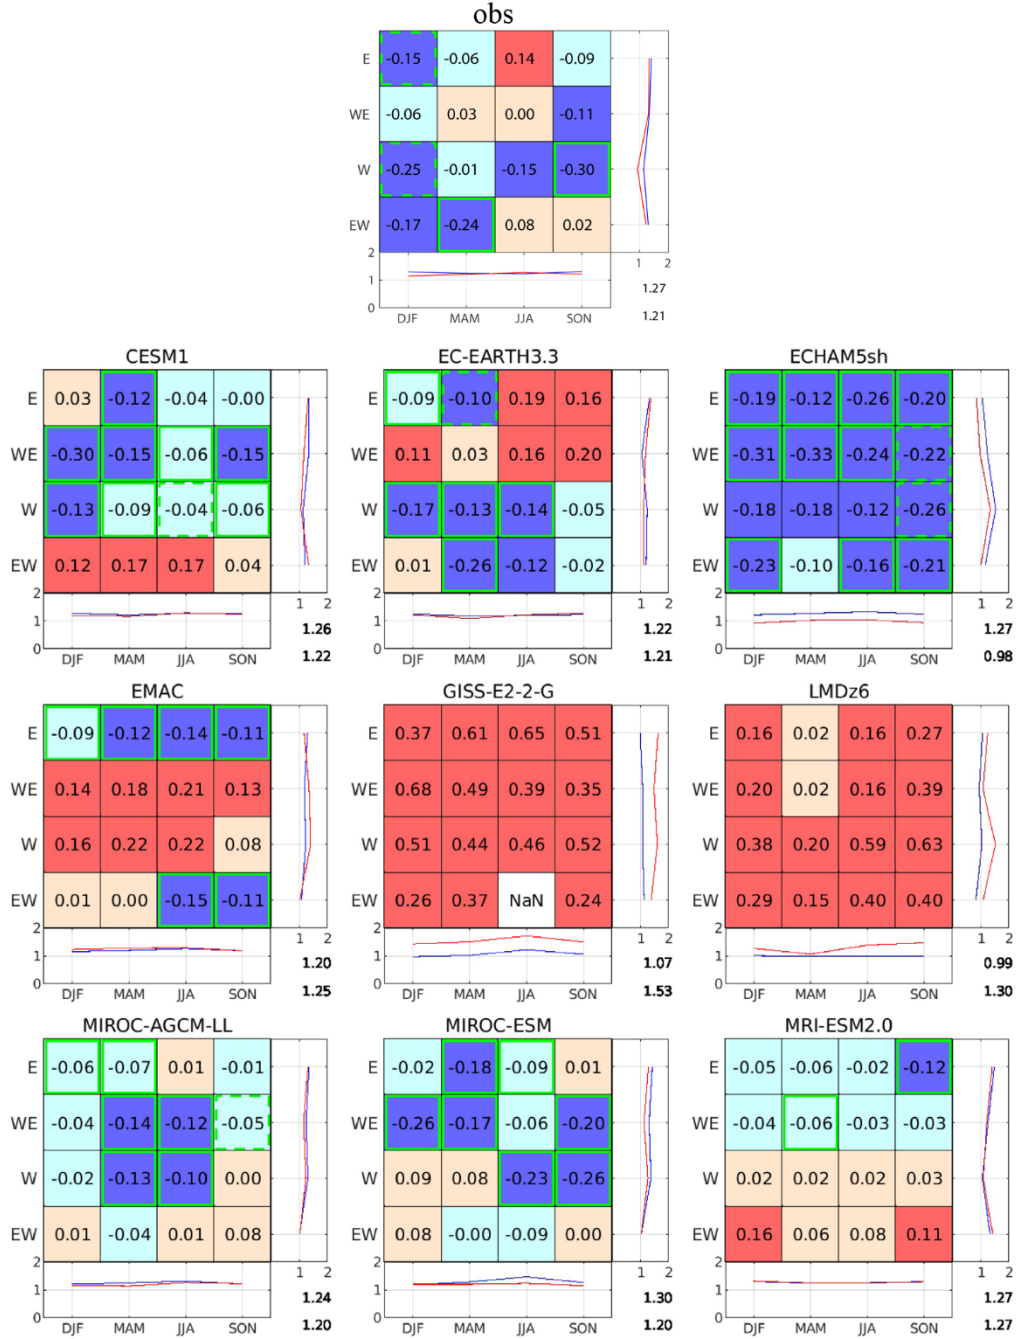 obs
E -0.15 -0.06 0.14 -0.09
WE -0.06 0.03 0.00 -0.11
W -0.25 -0.01 -0.15 -0.30
EW -0.17 -0.24 0.08 0.02
2 1 2
1 1.27
0 DJF MAM JJA SON 1.21
CESM1 EC-EARTH3.3 ECHAM5sh
E 0.03 -0.12 -0.04 -0.00 E -0.09 -0.10 0.19 0.16 E -0.19 -0.12 -0.26 -0.20
WE -0.30 -0.15 -0.06 -0.15 WE 0.11 0.03 0.16 0.20 WE -0.31 -0.33 -0.24 -0.22
W -0.13 -0.09 -0.04 -0.06 W -0.17 -0.13 -0.14 -0.05 W -0.18 -0.18 -0.12 -0.26
EW 0.12 0.17 0.17 0.04 EW 0.01 -0.26 -0.12 -0.02 EW -0.23 -0.10 -0.16 -0.21
2 1 2 2 1 2 2 1 2
1 1.26 1 1.22 1 1.27
0 DJF MAM JJA SON 1.22 0 DJF MAM JJA SON 1.21 0 DJF MAM JJA SON 0.98
EMAC GISS-E2-2-G LMDz6
E -0.09 -0.12 -0.14 -0.11 E 0.37 0.61 0.65 0.51 E 0.16 0.02 0.16 0.27
WE 0.14 0.18 0.21 0.13 WE 0.68 0.49 0.39 0.35 WE 0.20 0.02 0.16 0.39
W 0.16 0.22 0.22 0.08 W 0.51 0.44 0.46 0.52 W 0.38 0.20 0.59 0.63
EW 0.01 0.00 -0.15 -0.11 EW 0.26 0.37 NaN 0.24 EW 0.29 0.15 0.40 0.40
2 1 2 2 1 2 2 1 2
1 1.20 1 1.07 1 0.99
0 DJF MAM JJA SON 1.25 0 DJF MAM JJA SON 1.53 0 DJF MAM JJA SON 1.30
MIROC-AGCM-LL MIROC-ESM MRI-ESM2.0
E -0.06 -0.07 0.01 -0.01 E -0.02 -0.18 -0.09 0.01 E -0.05 -0.06 -0.02 -0.12
WE -0.04 -0.14 -0.12 -0.05 WE -0.26 -0.17 -0.06 -0.20 WE -0.04 -0.06 -0.03 -0.03
W -0.02 -0.13 -0.10 0.00 W 0.09 0.08 -0.23 -0.26 W 0.02 0.02 0.02 0.03
EW 0.01 -0.04 0.01 0.08 EW 0.08 -0.00 -0.09 0.00 EW 0.16 0.06 0.08 0.11
2 1 2 2 1 2 2 1 2
1 1.24 1 1.30 1 1.27
0 DJF MAM JJA SON 1.20 0 DJF MAM JJA SON 1.20 0 DJF MAM JJA SON 1.27